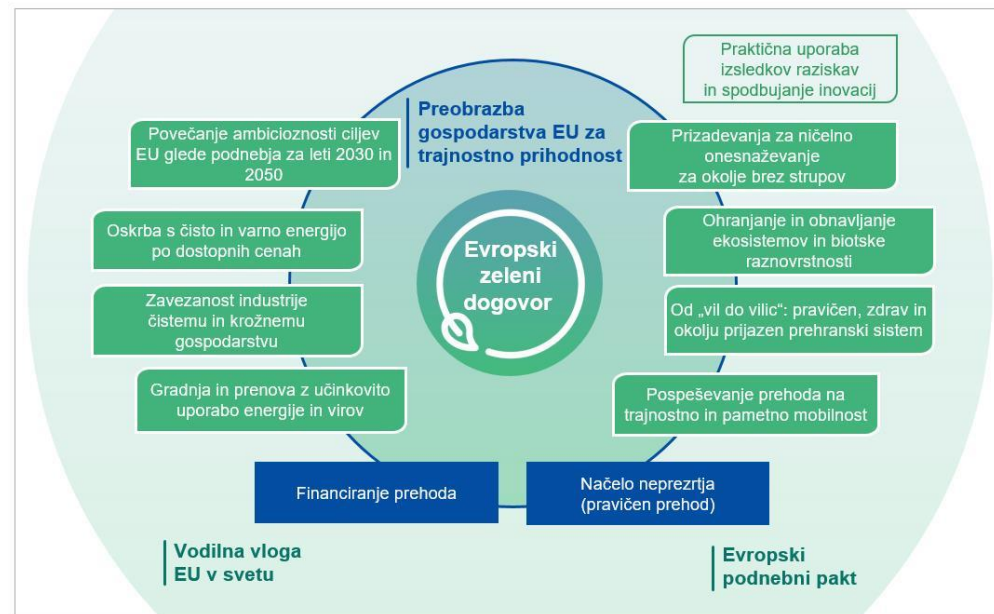 Praktična uporaba
izsledkov raziskav
in spodbujanje inovacij
Preobrazba
gospodarstva EU za
trajnostno prihodnost
Povečanje ambicioznosti ciljev
EU glede podnebja za leti 2030 in
2050
Prizadevanja za ničelno
onesnaževanje
za okolje brez strupov
Oskrba s čisto in varno energijo
po dostopnih cenah
Evropski
zeleni
dogovor
Ohranjanje in obnavljanje
ekosistemov in biotske
raznovrstnosti
Zavezanost industrije
čistemu in krožnemu
gospodarstvu
Od „vil do vilic“: pravičen, zdrav in
okolju prijazen prehranski sistem
Gradnja in prenova z učinkovito
uporabo energije in virov
Pospeševanje prehoda na
trajnostno in pametno mobilnost
Financiranje prehoda
Načelo neprezrtja
(pravičen prehod)
Vodilna vloga
EU v svetu
Evropski
podnebni pakt